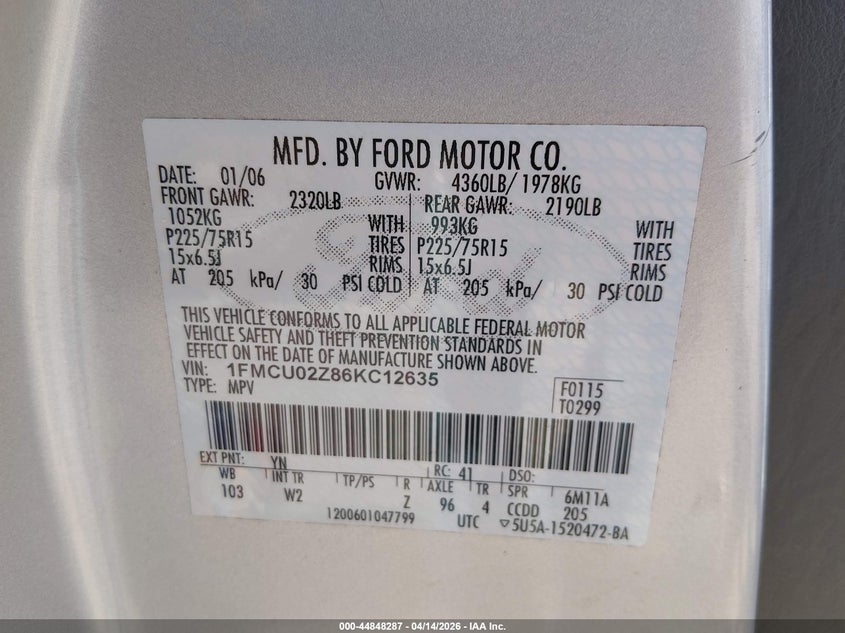 MFD. BY FORD MOTOR CO.
DATE: 01/06 GVWR: 4360LB/ 1978KG
FRONT GAWR: 2320LB REAR GAWR: 2190LB
1052KG WITH 993KG WITH
P225/75R15 TIRES P225/75R15 TIRES
15x6.5J RIMS 15x6.5J RIMS
AT 205 kPa/ 30 PSI COLD AT 205 kPa/ 30 PSI COLD
Ford
THIS VEHICLE CONFORMS TO ALL APPLICABLE FEDERAL MOTOR
VEHICLE SAFETY AND THEFT PREVENTION STANDARDS IN
EFFECT ON THE DATE OF MANUFACTURE SHOWN ABOVE.
VIN: 1FMCU02Z86KC12635
TYPE: MPV
F0115
T0299
EXT PNT: YN RC: 41 DSO:
WB INT TR TP/PS R AXLE TR SPR 6M11A
103 W2 Z 96 4 CCDD 205
1200601047799 UTC ▽5U5A-1520472-BA
000-44848287 - 04/14/2026 - IAA Inc.